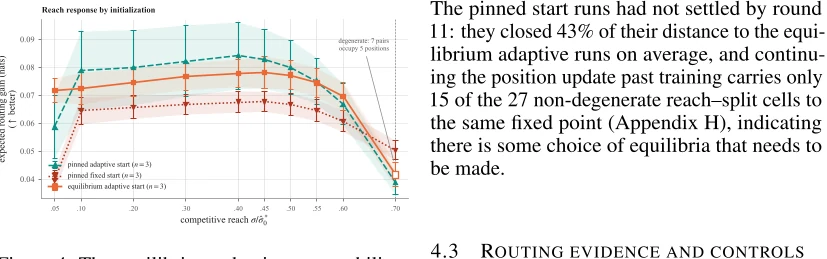 Reach response by initialization
expected routing gain (nats)
(↑ better)
0.09
0.08
0.07
0.06
0.05
0.04
degenerate: 7 pairs
occupy 5 positions
pinned adaptive start (n = 3)
pinned fixed start (n = 3)
equilibrium adaptive start (n = 3)
.05 .10 .20 .30 .40 .45 .50 .55 .60 .70
competitive reach σ/σ̂₀*
The pinned start runs had not settled by round
11: they closed 43% of their distance to the equi-
librium adaptive runs on average, and continu-
ing the position update past training carries only
15 of the 27 non-degenerate reach–split cells to
the same fixed point (Appendix H), indicating
there is some choice of equilibria that needs to
be made.
4.3 ROUTING EVIDENCE AND CONTROLS